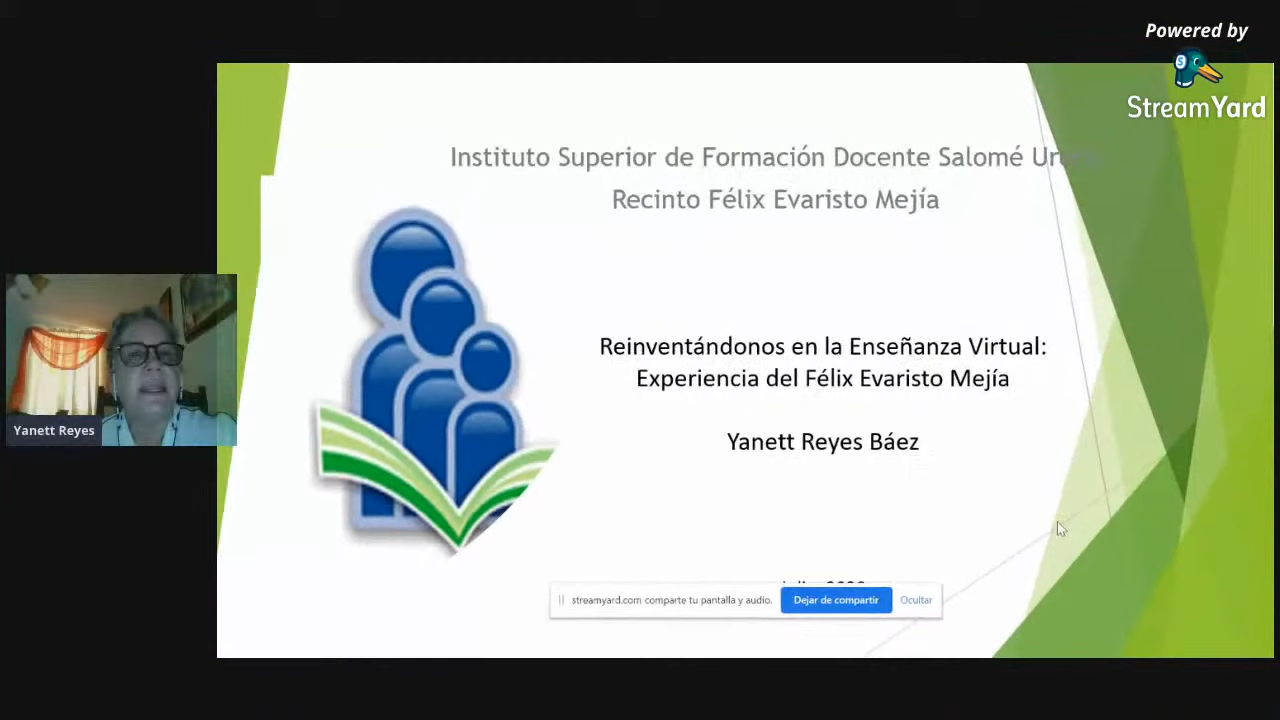 Powered by
StreamYard
Instituto Superior de Formación Docente Salomé
Recinto Félix Evaristo Mejía
Reinventándonos en la Enseñanza Virtual:
Experiencia del Félix Evaristo Mejía
Yanett Reyes Báez
Yanett Reyes
streamyard.com comparte tu pantalla y audio.
Dejar de compartir
Ocultar